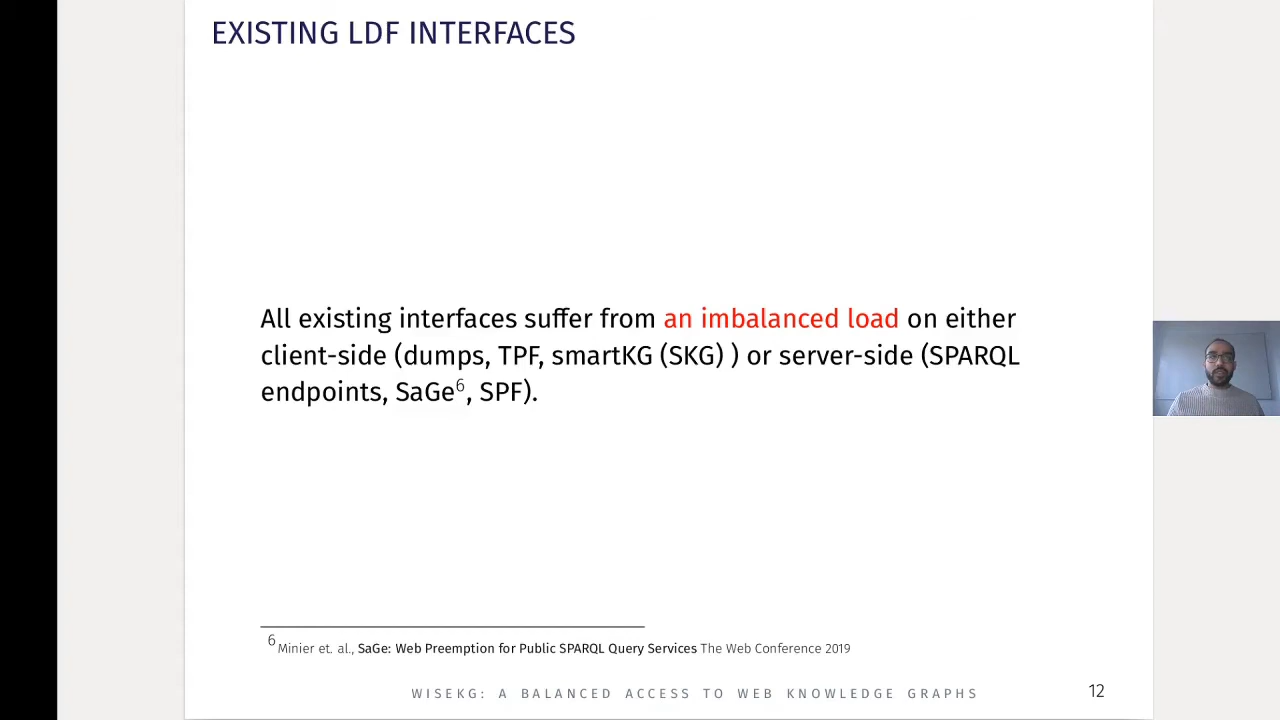 EXISTING LDF INTERFACES
All existing interfaces suffer from an imbalanced load on either
client-side (dumps, TPF, smartKG (SKG) ) or server-side (SPARQL
endpoints, SaGe6, SPF).
6 Minier et. al., SaGe: Web Preemption for Public SPARQL Query Services The Web Conference 2019
WISEKG: A BALANCED ACCESS TO WEB KNOWLEDGE GRAPHS
12